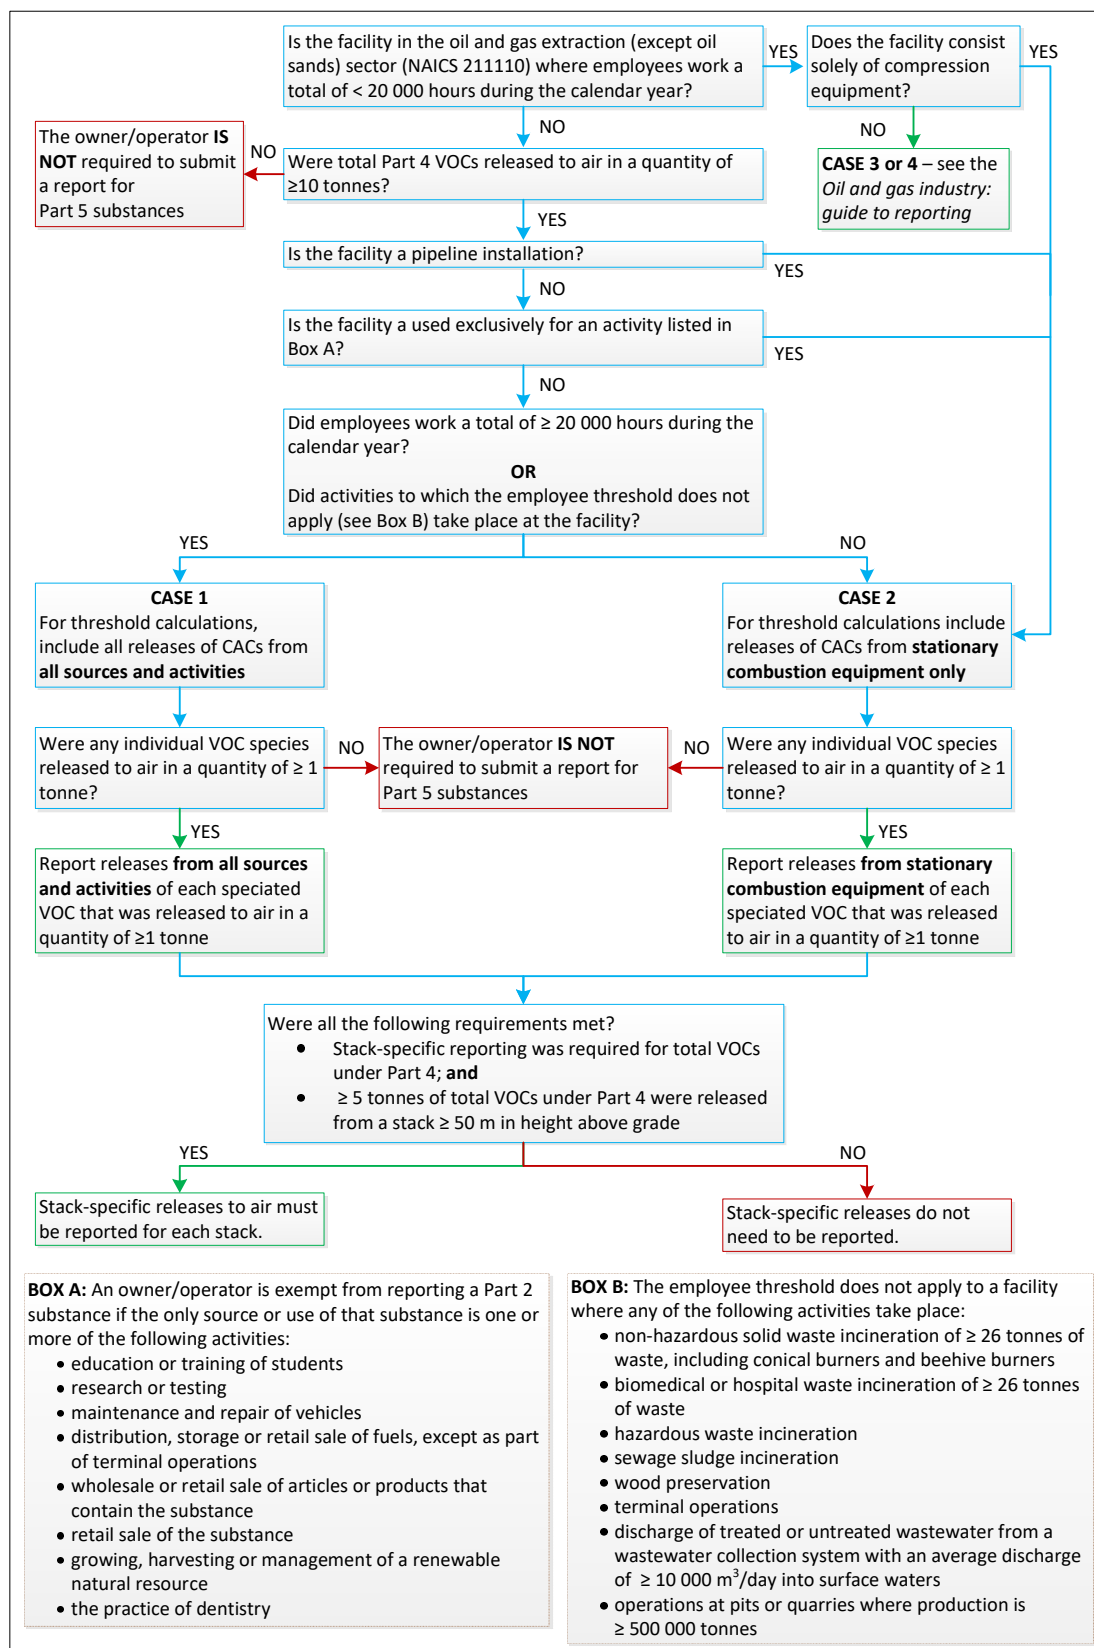 Is the facility in the oil and gas extraction (except oil
sands) sector (NAICS 211110) where employees work a
total of < 20 000 hours during the calendar year?
YES
Does the facility consist
solely of compression
equipment?
YES
NO
NO
The owner/operator IS
NOT required to submit
a report for
Part 5 substances
NO
Were total Part 4 VOCs released to air in a quantity of
≥10 tonnes?
CASE 3 or 4 – see the
Oil and gas industry:
guide to reporting
YES
Is the facility a pipeline installation?
YES
NO
Is the facility a used exclusively for an activity listed in
Box A?
YES
NO
Did employees work a total of ≥ 20 000 hours during the
calendar year?
OR
Did activities to which the employee threshold does not
apply (see Box B) take place at the facility?
YES
NO
CASE 1
For threshold calculations,
include all releases of CACs from
all sources and activities
CASE 2
For threshold calculations include
releases of CACs from stationary
combustion equipment only
Were any individual VOC species
released to air in a quantity of ≥ 1
tonne?
NO
The owner/operator IS NOT
required to submit a report for
Part 5 substances
NO
Were any individual VOC species
released to air in a quantity of ≥ 1
tonne?
YES
YES
Report releases from all sources
and activities of each speciated
VOC that was released to air in a
quantity of ≥1 tonne
Report releases from stationary
combustion equipment of each
speciated VOC that was released
to air in a quantity of ≥1 tonne
Were all the following requirements met?
• Stack-specific reporting was required for total VOCs
under Part 4; and
• ≥ 5 tonnes of total VOCs under Part 4 were released
from a stack ≥ 50 m in height above grade
YES
NO
Stack-specific releases to air must
be reported for each stack.
Stack-specific releases do not
need to be reported.
BOX A: An owner/operator is exempt from reporting a Part 2
substance if the only source or use of that substance is one or
more of the following activities:
• education or training of students
• research or testing
• maintenance and repair of vehicles
• distribution, storage or retail sale of fuels, except as part
of terminal operations
• wholesale or retail sale of articles or products that
contain the substance
• retail sale of the substance
• growing, harvesting or management of a renewable
natural resource
• the practice of dentistry
BOX B: The employee threshold does not apply to a facility
where any of the following activities take place:
• non-hazardous solid waste incineration of ≥ 26 tonnes of
waste, including conical burners and beehive burners
• biomedical or hospital waste incineration of ≥ 26 tonnes
of waste
• hazardous waste incineration
• sewage sludge incineration
• wood preservation
• terminal operations
• discharge of treated or untreated wastewater from a
wastewater collection system with an average discharge
of ≥ 10 000 m³/day into surface waters
• operations at pits or quarries where production is
≥ 500 000 tonnes